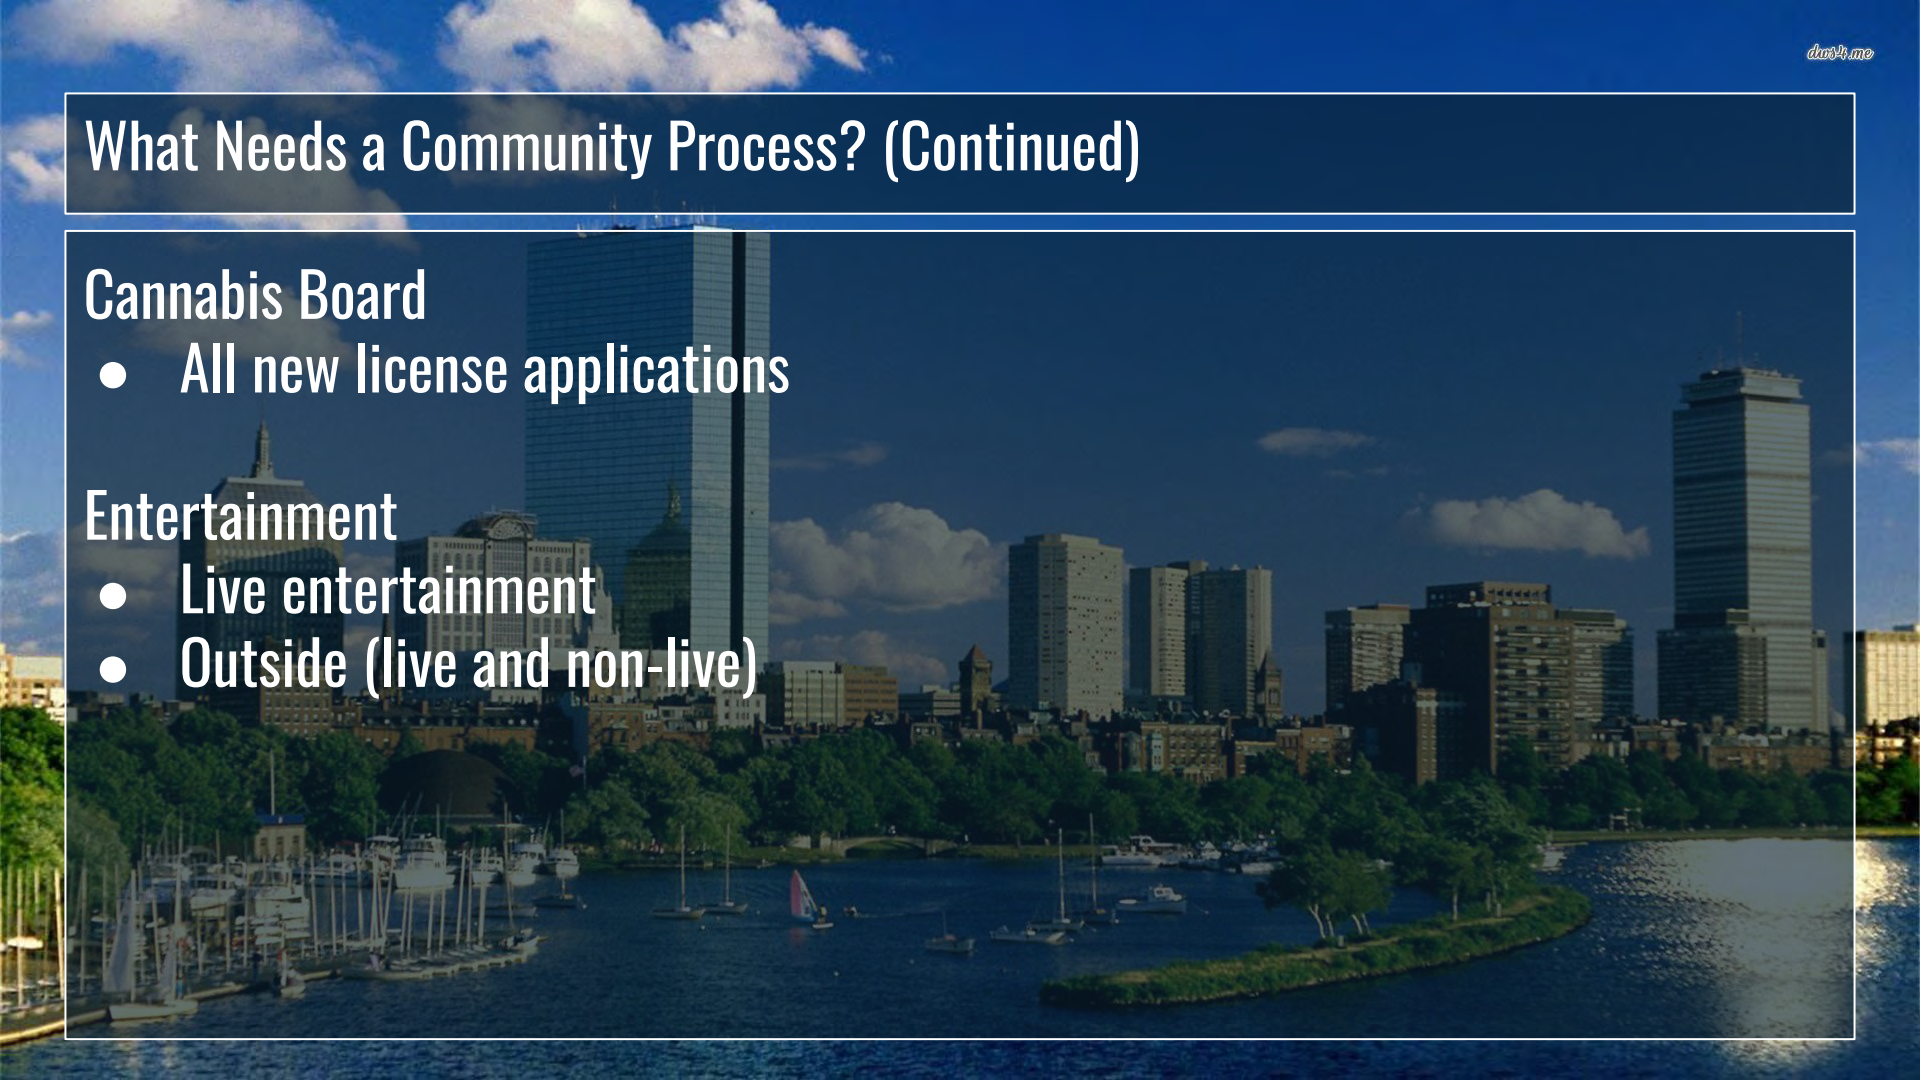 dws4.me
What Needs a Community Process? (Continued)
Cannabis Board
● All new license applications
Entertainment
● Live entertainment
● Outside (live and non-live)